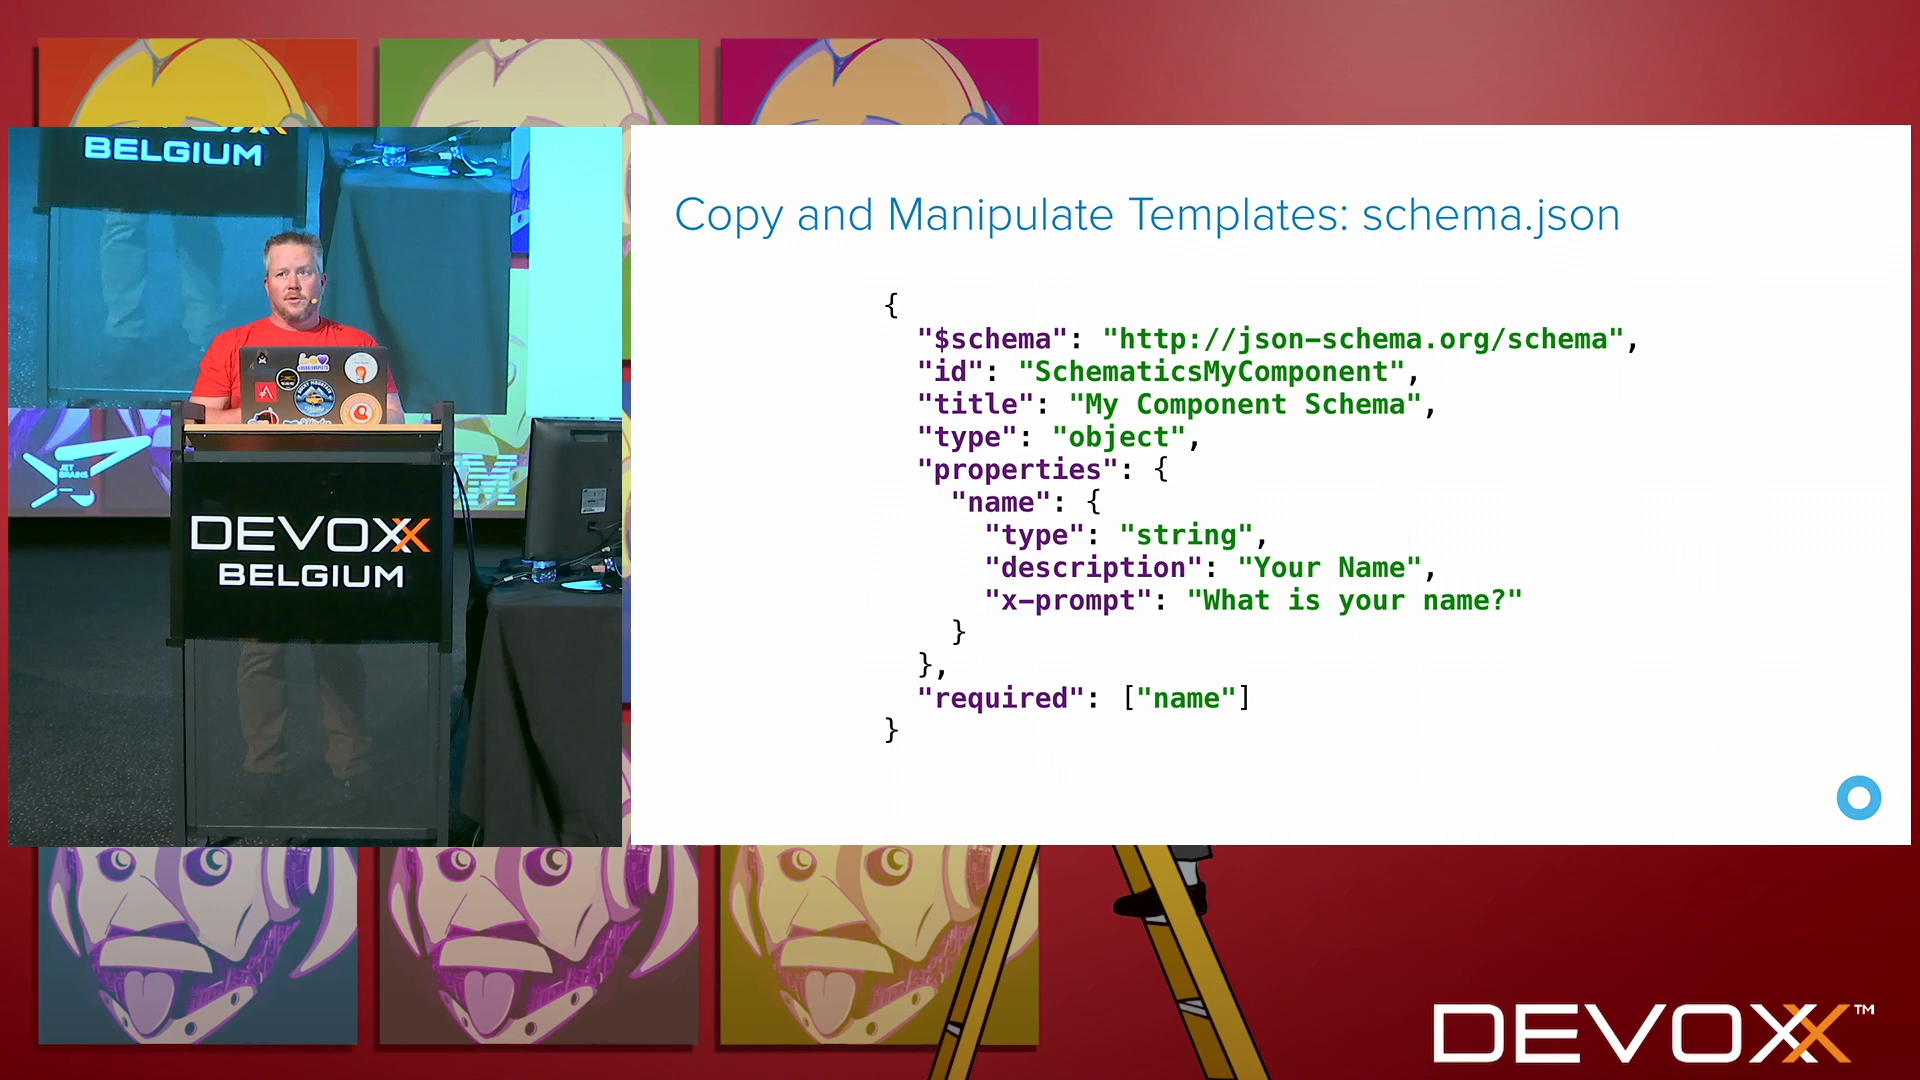 BELGIUM
JET
BRAINS
DEVOXX
BELGIUM
Copy and Manipulate Templates: schema.json
{
"$schema": "http://json-schema.org/schema",
"id": "SchematicsMyComponent",
"title": "My Component Schema",
"type": "object",
"properties": {
"name": {
"type": "string",
"description": "Your Name",
"x-prompt": "What is your name?"
}
},
"required": ["name"]
}
DEVOXX™